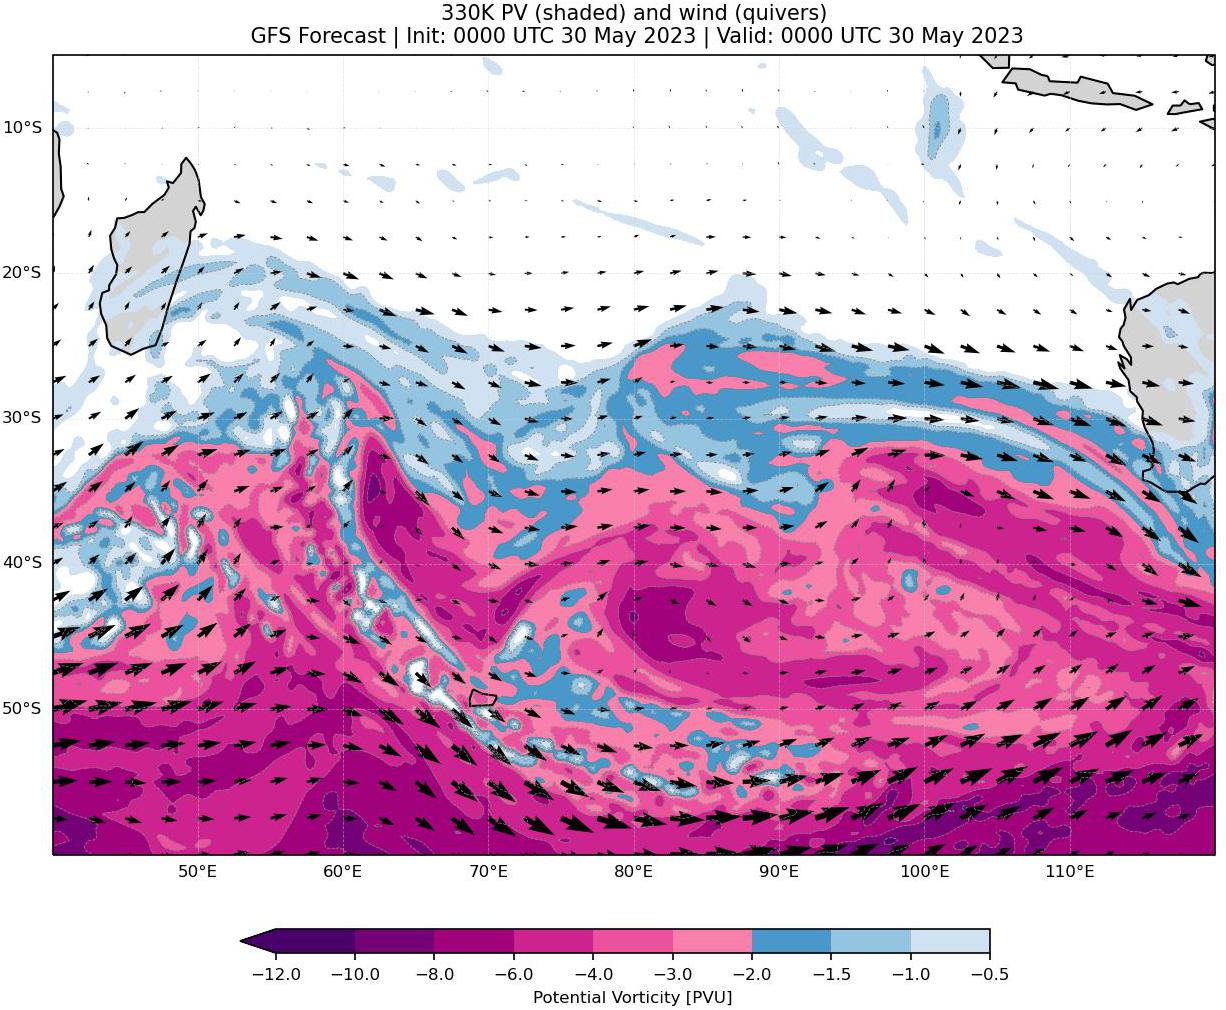 330K PV (shaded) and wind (quivers)
GFS Forecast | Init: 0000 UTC 30 May 2023 | Valid: 0000 UTC 30 May 2023
10°S
20°S
30°S
40°S
50°S
50°E 60°E 70°E 80°E 90°E 100°E 110°E
−12.0 −10.0 −8.0 −6.0 −4.0 −3.0 −2.0 −1.5 −1.0 −0.5
Potential Vorticity [PVU]